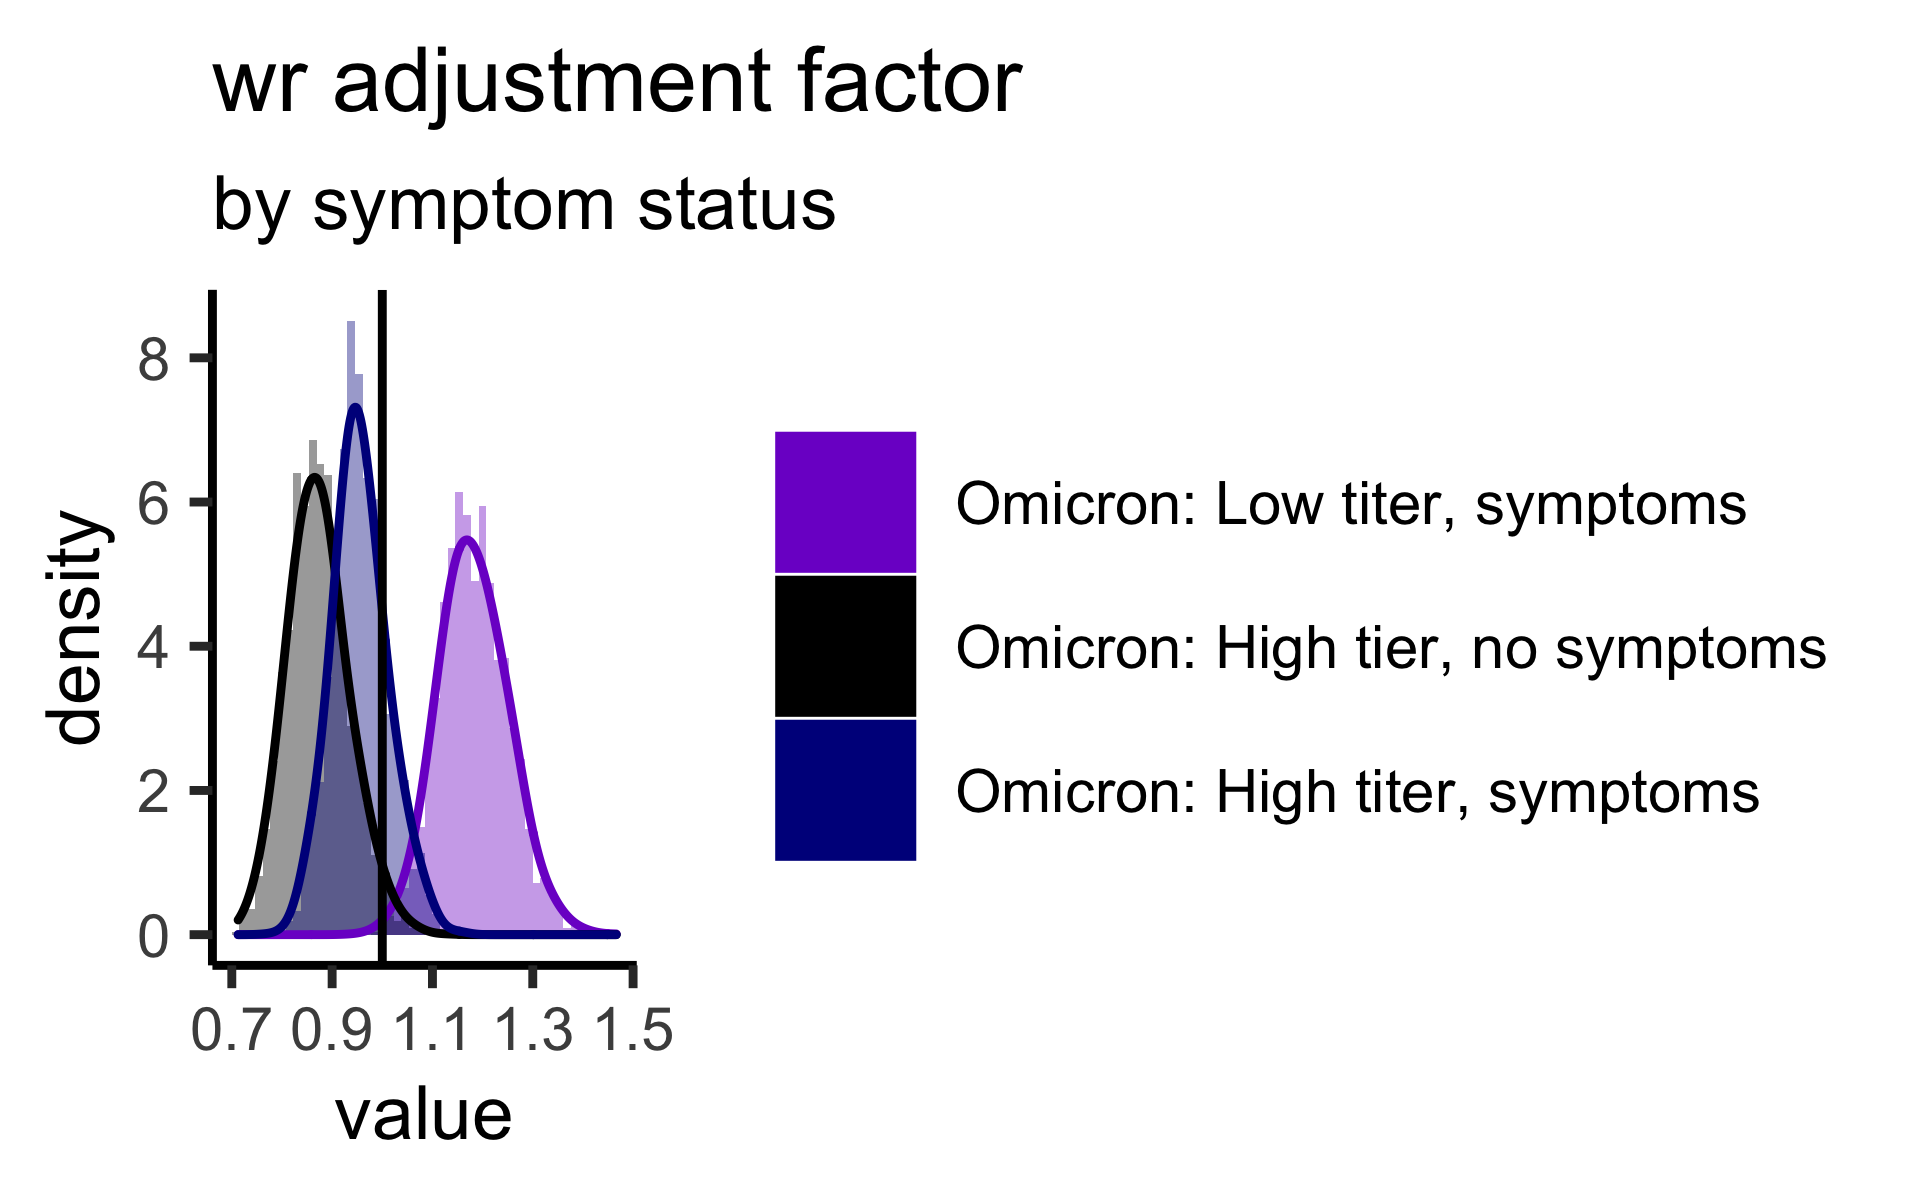 wr adjustment factor
by symptom status
density
8
6
4
2
0
0.7 0.9 1.1 1.3 1.5
value
Omicron: Low titer, symptoms
Omicron: High tier, no symptoms
Omicron: High titer, symptoms